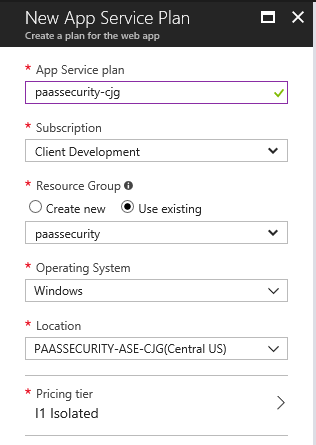 New App Service Plan
Create a plan for the web app
* App Service plan
paassecurity-cjg
* Subscription
Client Development
* Resource Group
Create new Use existing
paassecurity
* Operating System
Windows
* Location
PAASSECURITY-ASE-CJG(Central US)
* Pricing tier
I1 Isolated